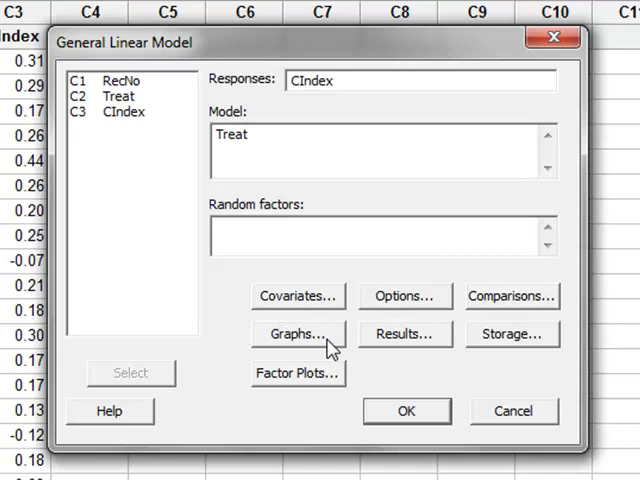 C3 C5 C6 C7 C8 C9 C10 C11
Index
General Linear Model
0.31
0.29
0.17
0.26
0.44
0.26
0.20
0.25
-0.07
0.21
0.18
0.30
0.17
0.17
0.13
-0.12
0.18
C1 RecNo
C2 Treat
C3 CIndex
Responses: CIndex
Model:
Treat
Random factors:
Covariates... Options... Comparisons...
Graphs... Results... Storage...
Select Factor Plots...
Help OK Cancel